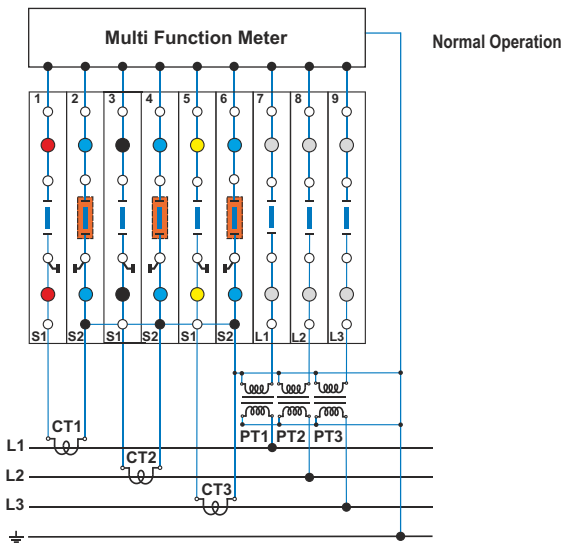 Multi Function Meter
Normal Operation
1 2 3 4 5 6 7 8 9
S1 S2 S1 S2 S1 S2 L1 L2 L3
CT1
PT1 PT2 PT3
L1
CT2
L2
CT3
L3